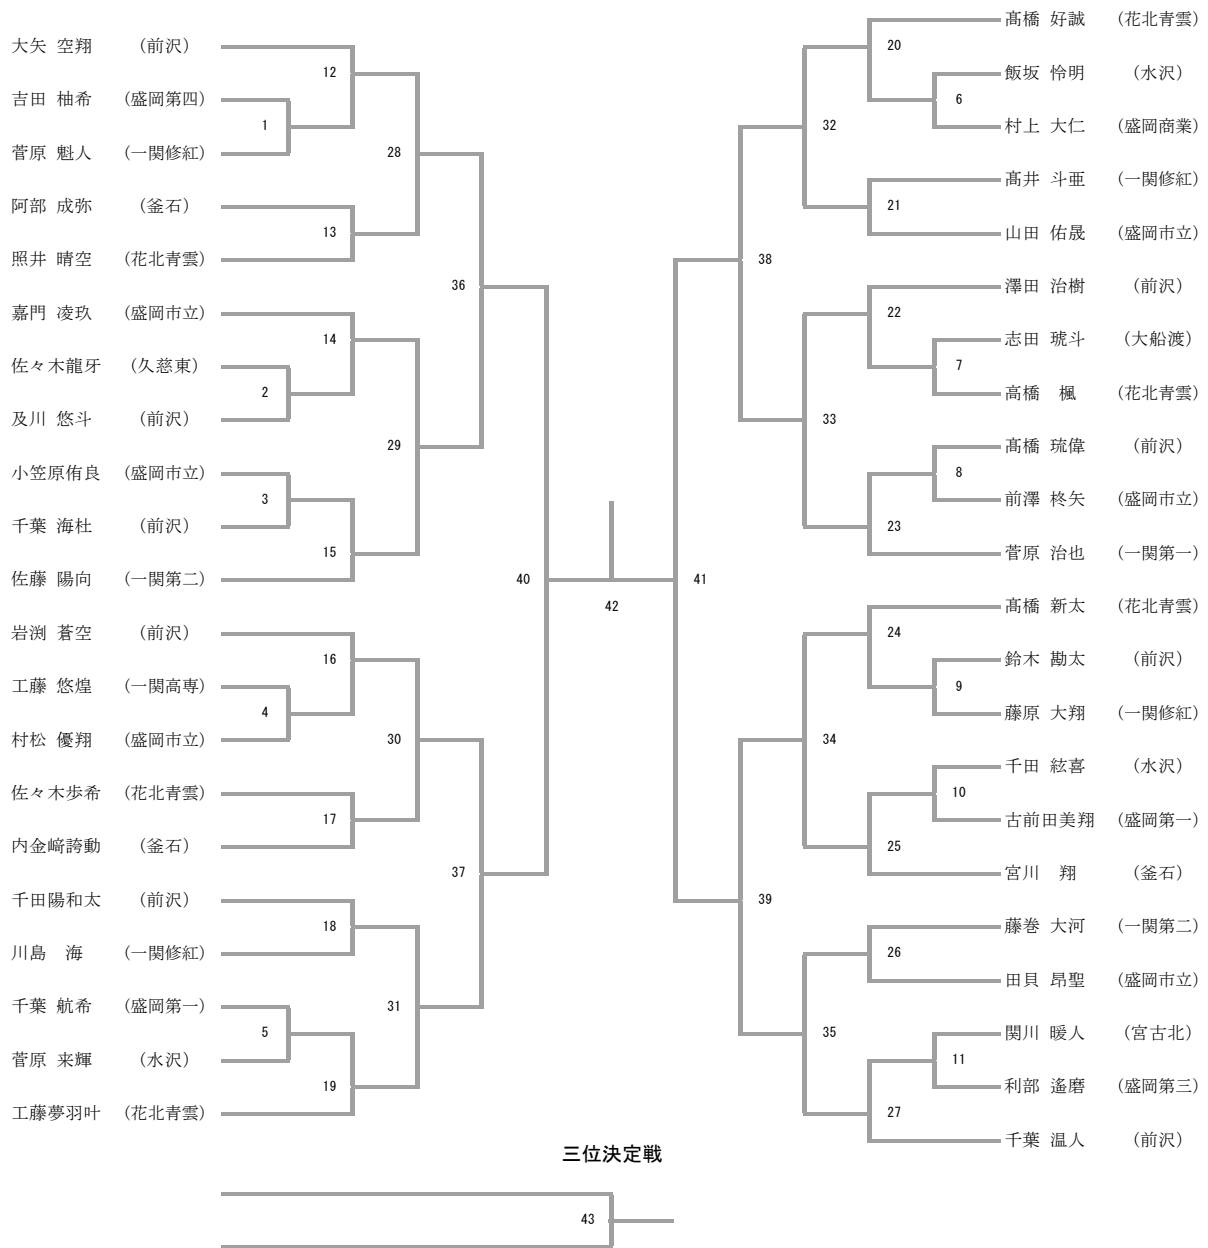 大矢 空翔 （前沢）
12
吉田 柚希 （盛岡第四）
1
菅原 魁人 （一関修紅）
28
阿部 成弥 （釜石）
13
照井 晴空 （花北青雲）
36
嘉門 凌玖 （盛岡市立）
14
佐々木龍牙 （久慈東）
2
及川 悠斗 （前沢）
29
小笠原侑良 （盛岡市立）
3
千葉 海杜 （前沢）
15
佐藤 陽向 （一関第二）
40
岩渕 蒼空 （前沢）
16
工藤 悠煌 （一関高専）
4
村松 優翔 （盛岡市立）
30
佐々木歩希 （花北青雲）
17
内金﨑誇動 （釜石）
37
千田陽和太 （前沢）
18
川島 海 （一関修紅）
千葉 航希 （盛岡第一）
31
5
菅原 来輝 （水沢）
19
工藤夢羽叶 （花北青雲）
42
髙橋 好誠 （花北青雲）
20
飯坂 怜明 （水沢）
6
村上 大仁 （盛岡商業）
32
髙井 斗亜 （一関修紅）
21
山田 佑晟 （盛岡市立）
38
澤田 治樹 （前沢）
22
志田 琥斗 （大船渡）
7
高橋 楓 （花北青雲）
33
髙橋 琉偉 （前沢）
8
前澤 柊矢 （盛岡市立）
23
菅原 治也 （一関第一）
41
髙橋 新太 （花北青雲）
24
鈴木 勘太 （前沢）
9
藤原 大翔 （一関修紅）
34
千田 絃喜 （水沢）
10
古前田美翔 （盛岡第一）
25
宮川 翔 （釜石）
39
藤巻 大河 （一関第二）
26
田貝 昂聖 （盛岡市立）
35
関川 暖人 （宮古北）
11
利部 遙磨 （盛岡第三）
27
千葉 温人 （前沢）
三位決定戦
43